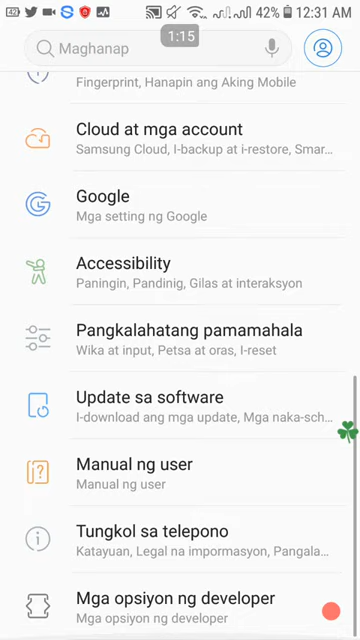 42% 12:31 AM
Maghanap
1:15
Fingerprint, Hanapin ang Aking Mobile
Cloud at mga account
Samsung Cloud, I-backup at i-restore, Smar...
Google
Mga setting ng Google
Accessibility
Paningin, Pandinig, Gilas at interaksyon
Pangkalahatang pamamahala
Wika at input, Petsa at oras, I-reset
Update sa software
I-download ang mga update, Mga naka-sch...
Manual ng user
Manual ng user
Tungkol sa telepono
Katayuan, Legal na impormasyon, Pangala...
Mga opsiyon ng developer
Mga opsiyon ng developer